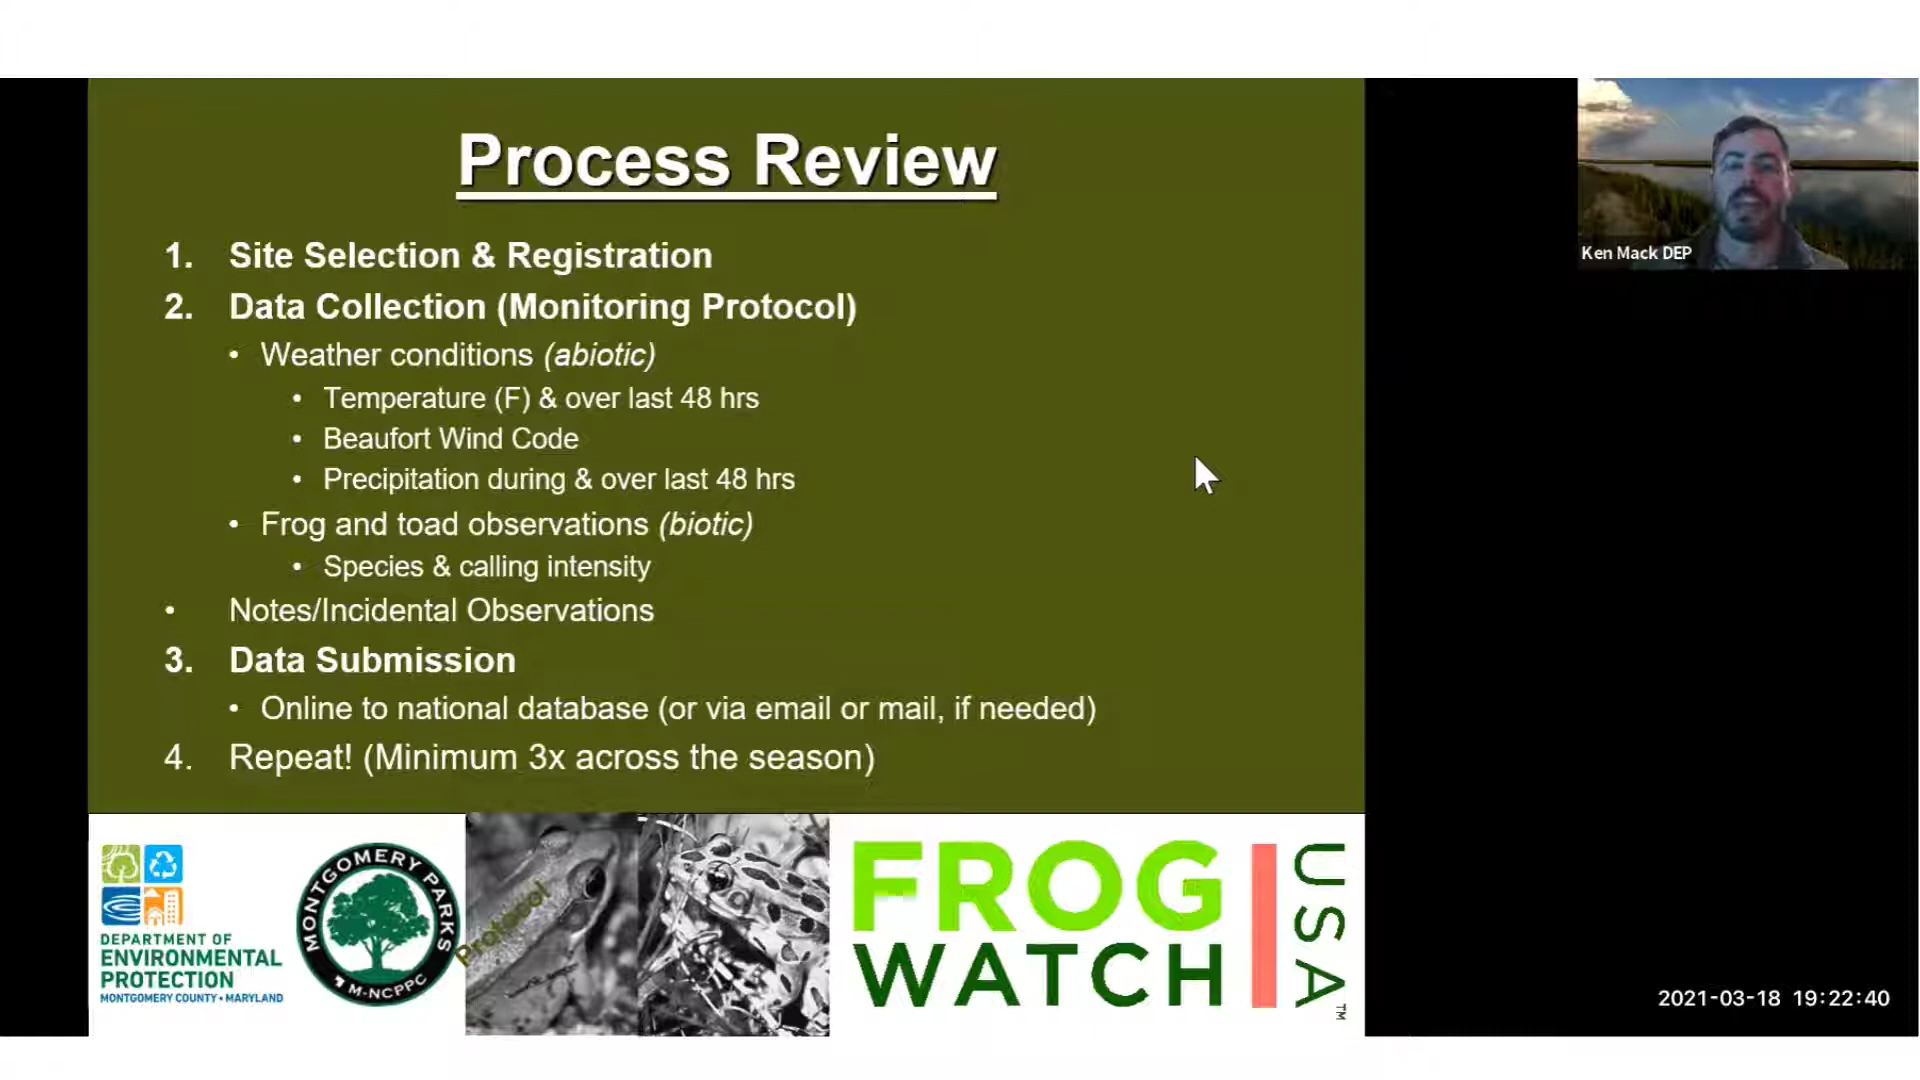 Process Review
1. Site Selection & Registration
2. Data Collection (Monitoring Protocol)
• Weather conditions (abiotic)
• Temperature (F) & over last 48 hrs
• Beaufort Wind Code
• Precipitation during & over last 48 hrs
• Frog and toad observations (biotic)
• Species & calling intensity
• Notes/Incidental Observations
3. Data Submission
• Online to national database (or via email or mail, if needed)
4. Repeat! (Minimum 3x across the season)
Ken Mack DEP
DEPARTMENT OF
ENVIRONMENTAL
PROTECTION
MONTGOMERY COUNTY • MARYLAND
MONTGOMERY PARKS
M-NCPPC
Protocol
FROG
WATCH
USA™
2021-03-18 19:22:40